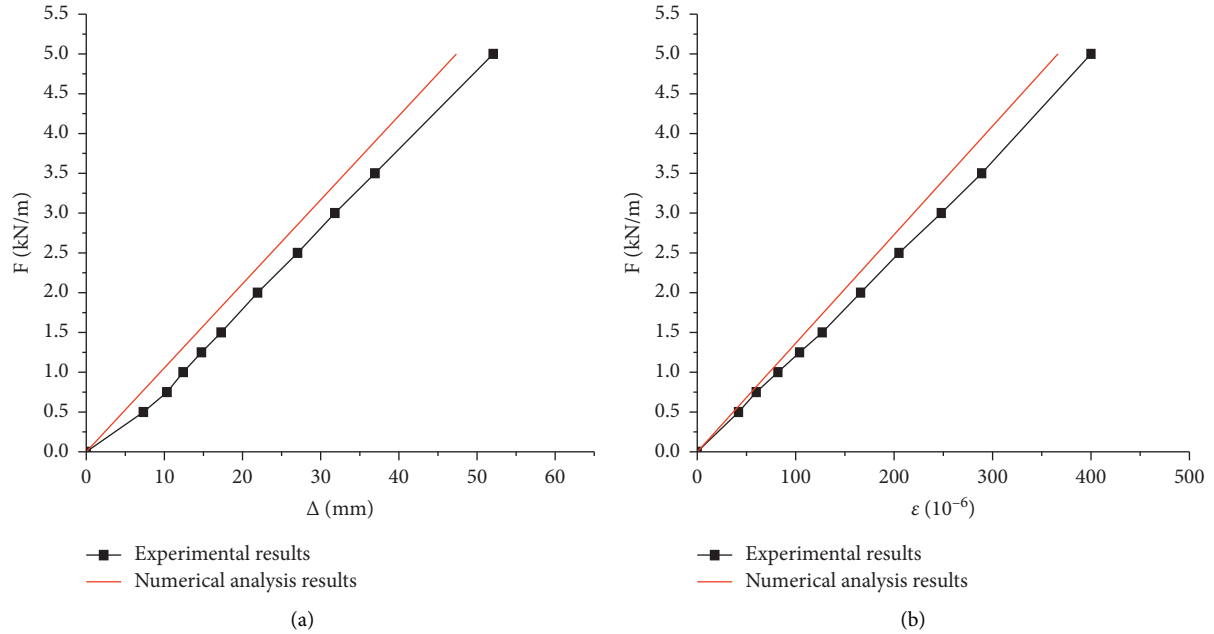 5.5
5.0
4.5
4.0
3.5
3.0
2.5
2.0
1.5
1.0
0.5
0.0
F (kN/m)
0 10 20 30 40 50 60
Δ (mm)
Experimental results
Numerical analysis results
(a)
5.5
5.0
4.5
4.0
3.5
3.0
2.5
2.0
1.5
1.0
0.5
0.0
F (kN/m)
0 100 200 300 400 500
ε (10⁻⁶)
Experimental results
Numerical analysis results
(b)